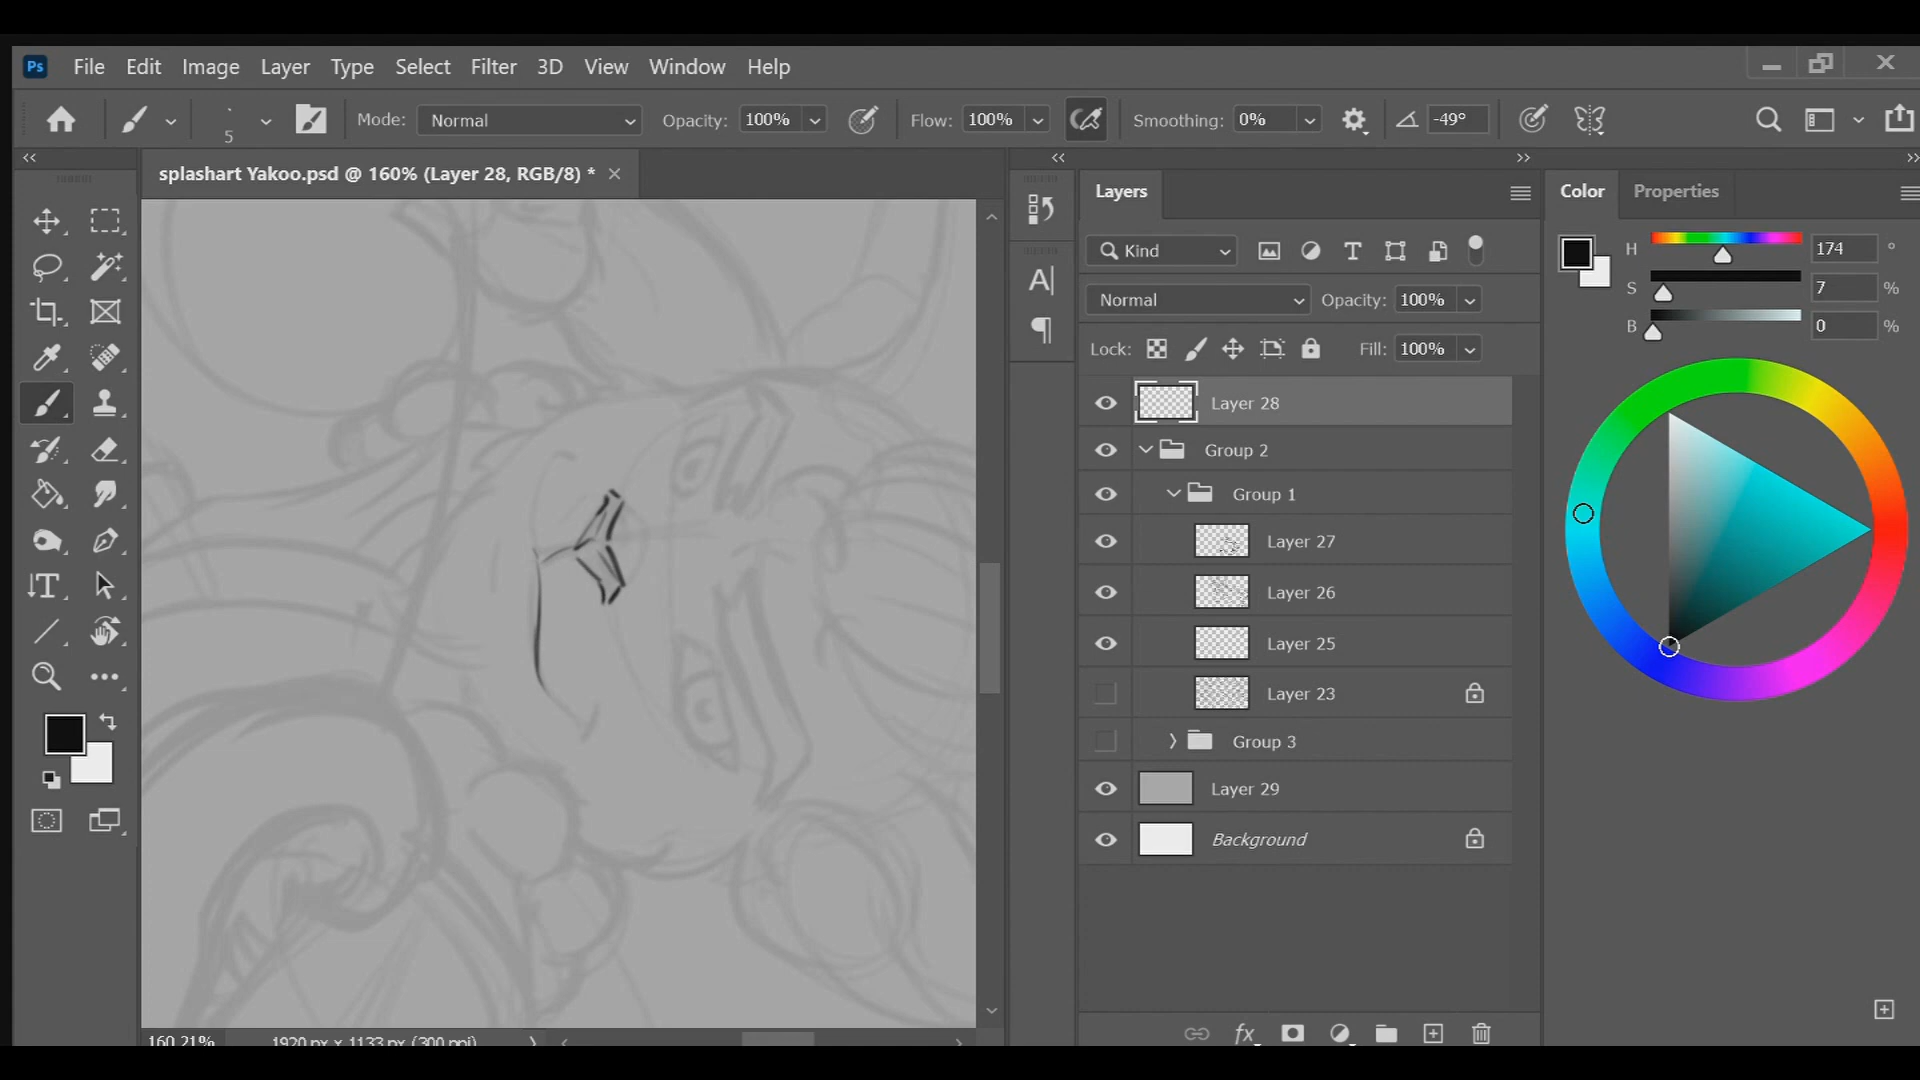 Ps File Edit Image Layer Type Select Filter 3D View Window Help
5 Mode: Normal Opacity: 100% Flow: 100% Smoothing: 0% -49°
splashart Yakoo.psd @ 160% (Layer 28, RGB/8) *
Layers
Color Properties
Kind
H 174 °
Normal Opacity: 100%
S 7 %
B 0 %
Lock: Fill: 100%
Layer 28
Group 2
Group 1
Layer 27
Layer 26
Layer 25
Layer 23
Group 3
Layer 29
Background
160.21% 1920 px x 1133 px (300 ppi)